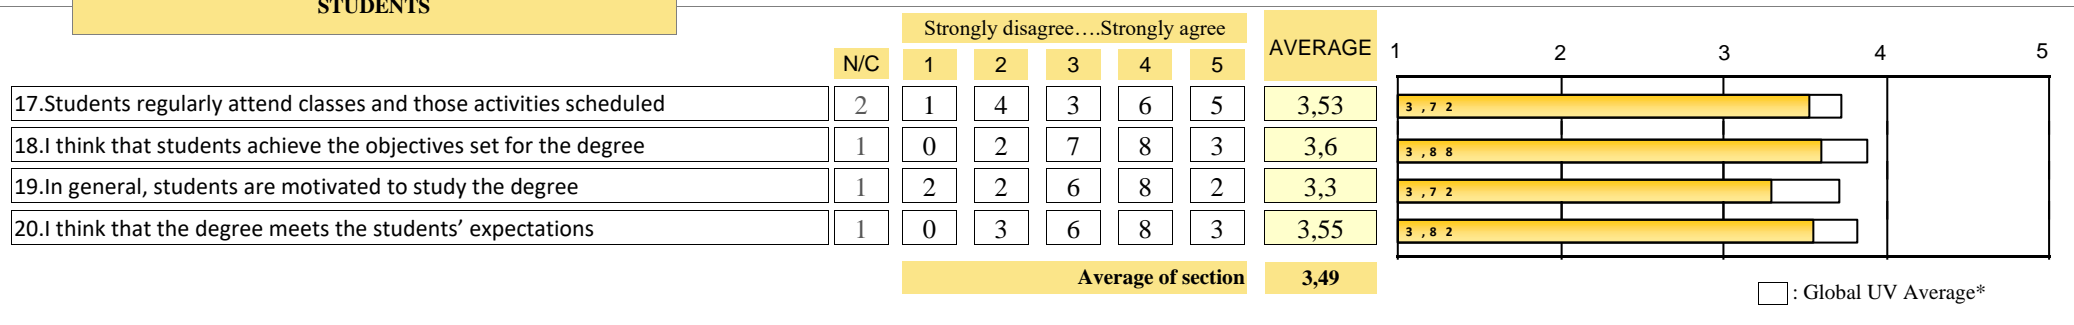 STUDENTS
Strongly disagree….Strongly agree
AVERAGE
N/C 1 2 3 4 5
1 2 3 4 5
17.Students regularly attend classes and those activities scheduled 2 1 4 3 6 5 3,53 3,72
18.I think that students achieve the objectives set for the degree 1 0 2 7 8 3 3,6 3,88
19.In general, students are motivated to study the degree 1 2 2 6 8 2 3,3 3,72
20.I think that the degree meets the students’ expectations 1 0 3 6 8 3 3,55 3,82
Average of section 3,49
: Global UV Average*